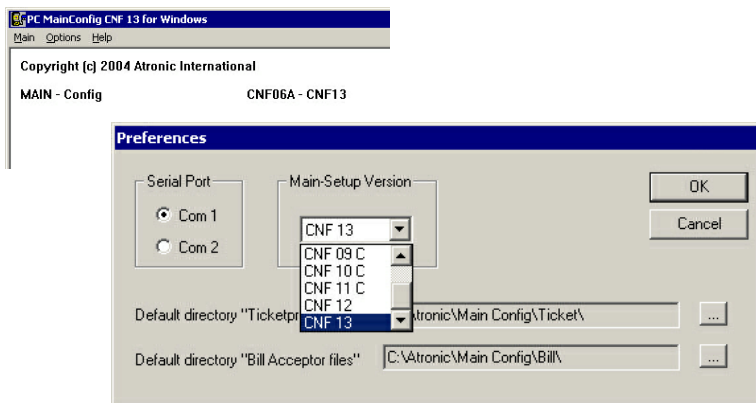 PC MainConfig CNF 13 for Windows
Main Options Help
Copyright (c) 2004 Atronic International
MAIN - Config CNF06A - CNF13
Preferences
Serial Port
Com 1
Com 2
Main-Setup Version
CNF 13
CNF 09 C
CNF 10 C
CNF 11 C
CNF 12
CNF 13
OK
Cancel
Default directory "Ticketpr
Atronic\Main Config\Ticket\
...
Default directory "Bill Acceptor files" C:\Atronic\Main Config\Bill\
...